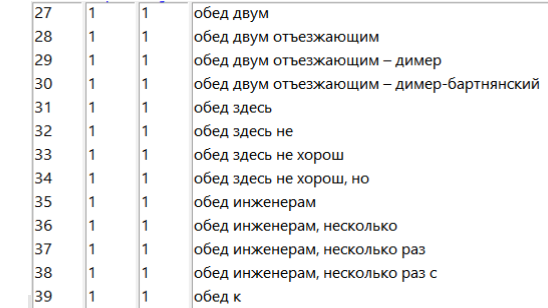 27 1 1 обед двум
28 1 1 обед двум отъезжающим
29 1 1 обед двум отъезжающим – димер
30 1 1 обед двум отъезжающим – димер-бартнянский
31 1 1 обед здесь
32 1 1 обед здесь не
33 1 1 обед здесь не хорош
34 1 1 обед здесь не хорош, но
35 1 1 обед инженерам
36 1 1 обед инженерам, несколько
37 1 1 обед инженерам, несколько раз
38 1 1 обед инженерам, несколько раз с
39 1 1 обед к